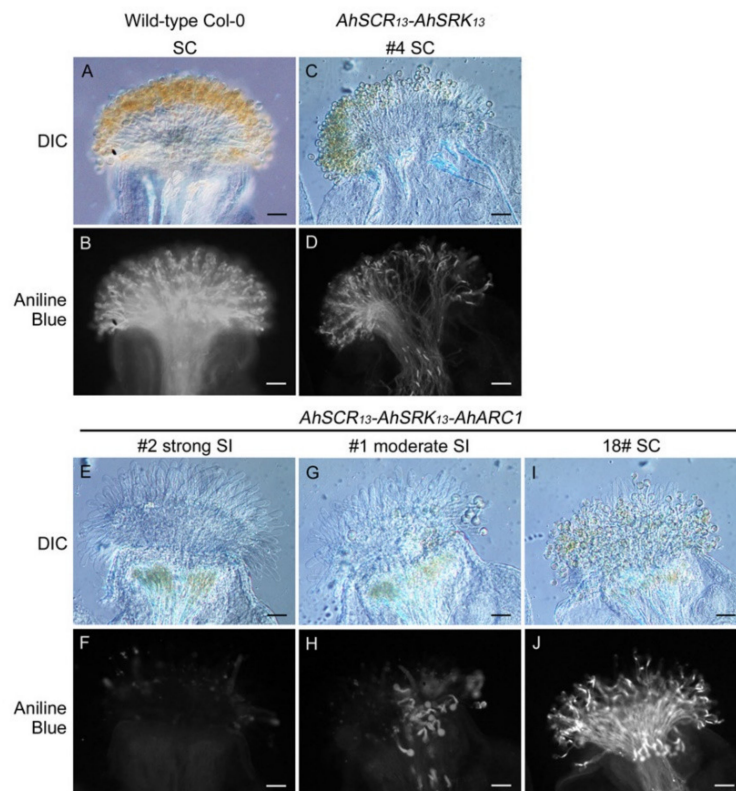 Wild-type Col-0
AhSCR13-AhSRK13
SC
#4 SC
A
C
DIC
B
D
Aniline
Blue
AhSCR13-AhSRK13-AhARC1
#2 strong SI
#1 moderate SI
18# SC
E
G
I
DIC
F
H
J
Aniline
Blue